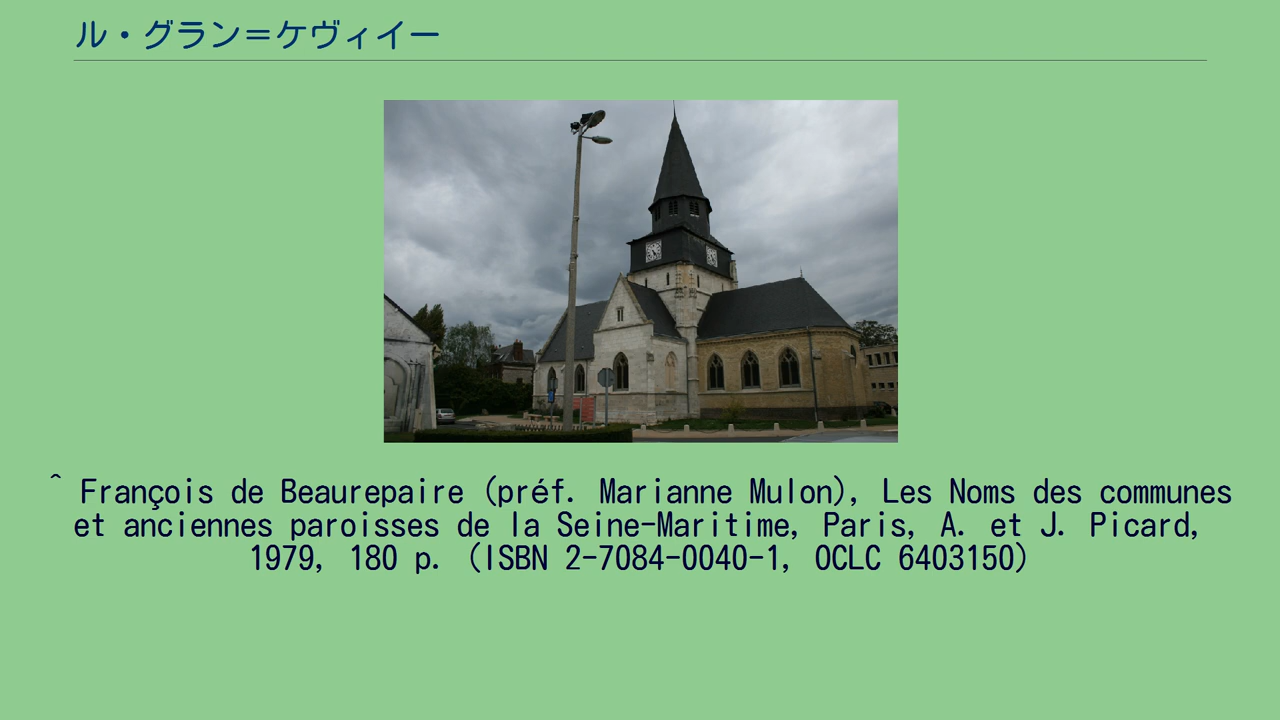 ル・グラン＝ケヴィイー
^ François de Beaurepaire (préf. Marianne Mulon), Les Noms des communes
et anciennes paroisses de la Seine-Maritime, Paris, A. et J. Picard,
1979, 180 p. (ISBN 2-7084-0040-1, OCLC 6403150)